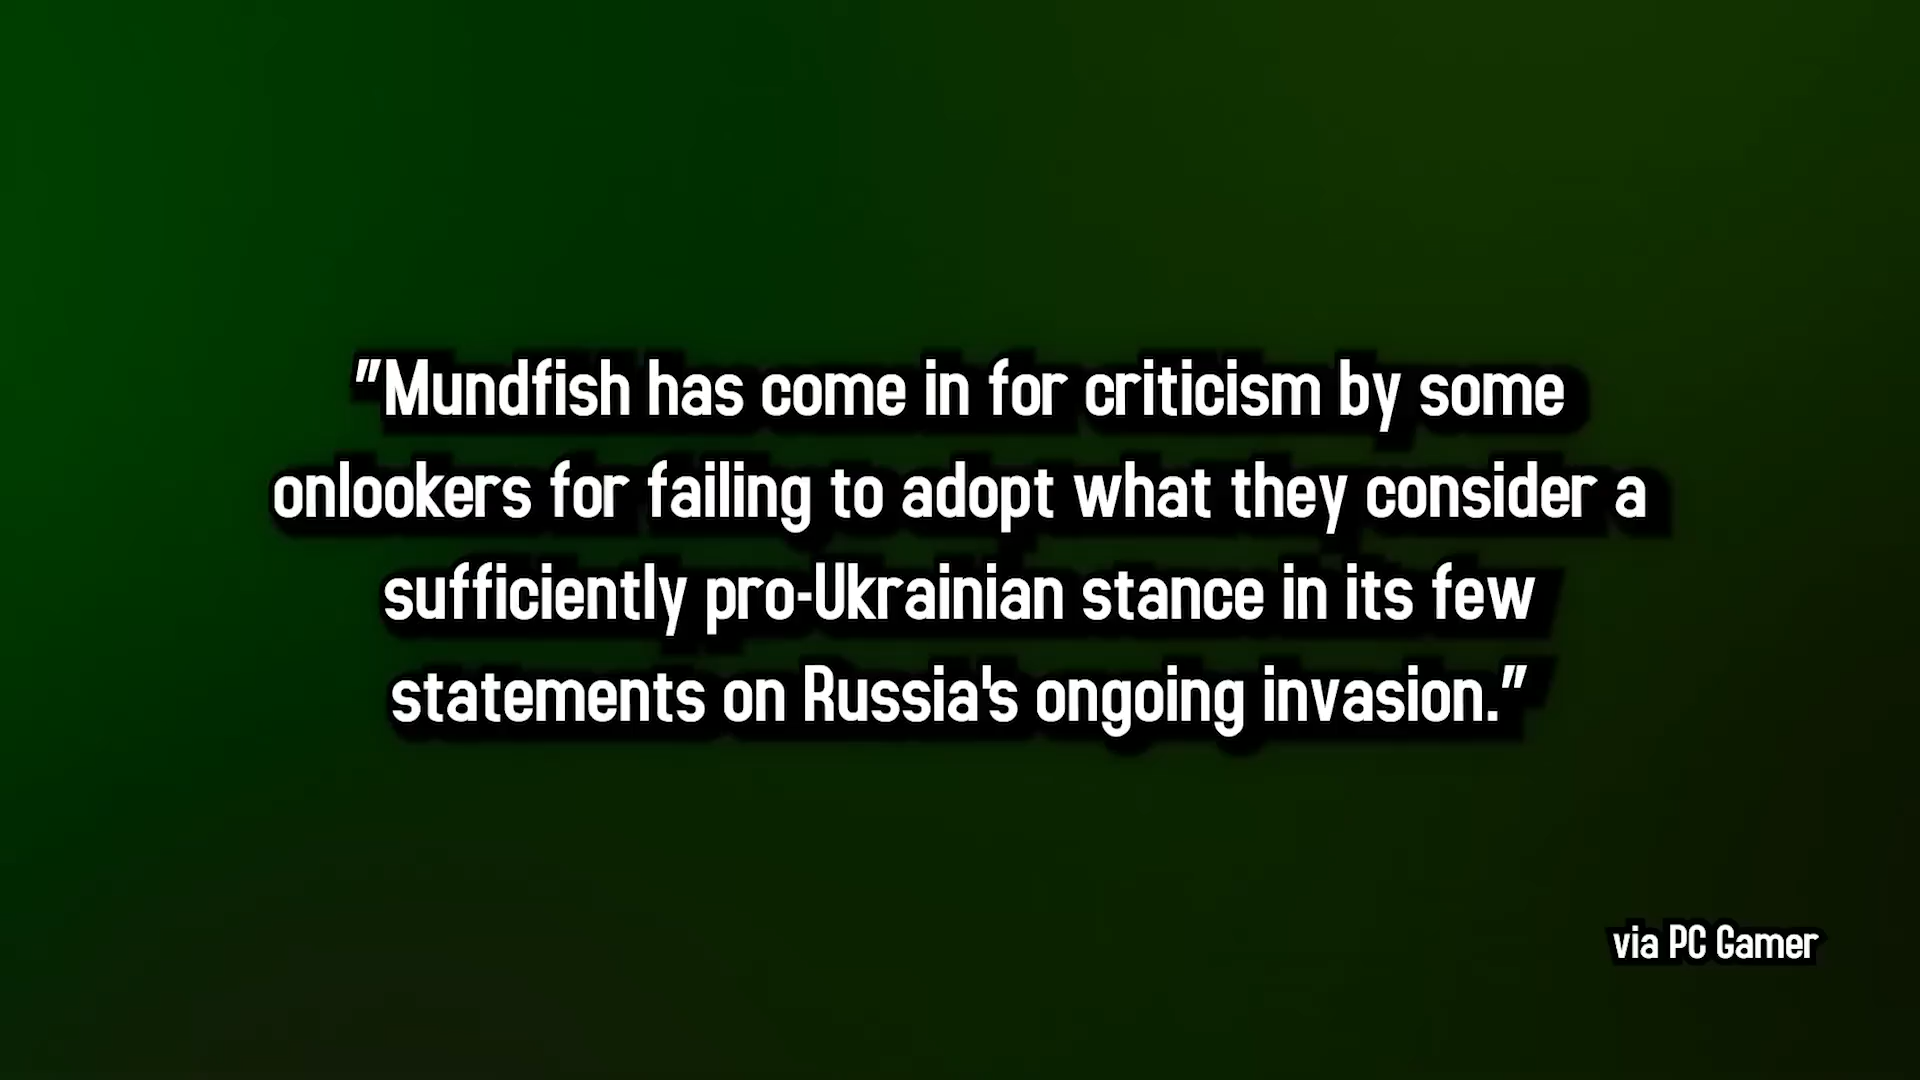 "Mundfish has come in for criticism by some
onlookers for failing to adopt what they consider a
sufficiently pro-Ukrainian stance in its few
statements on Russia's ongoing invasion."
via PC Gamer